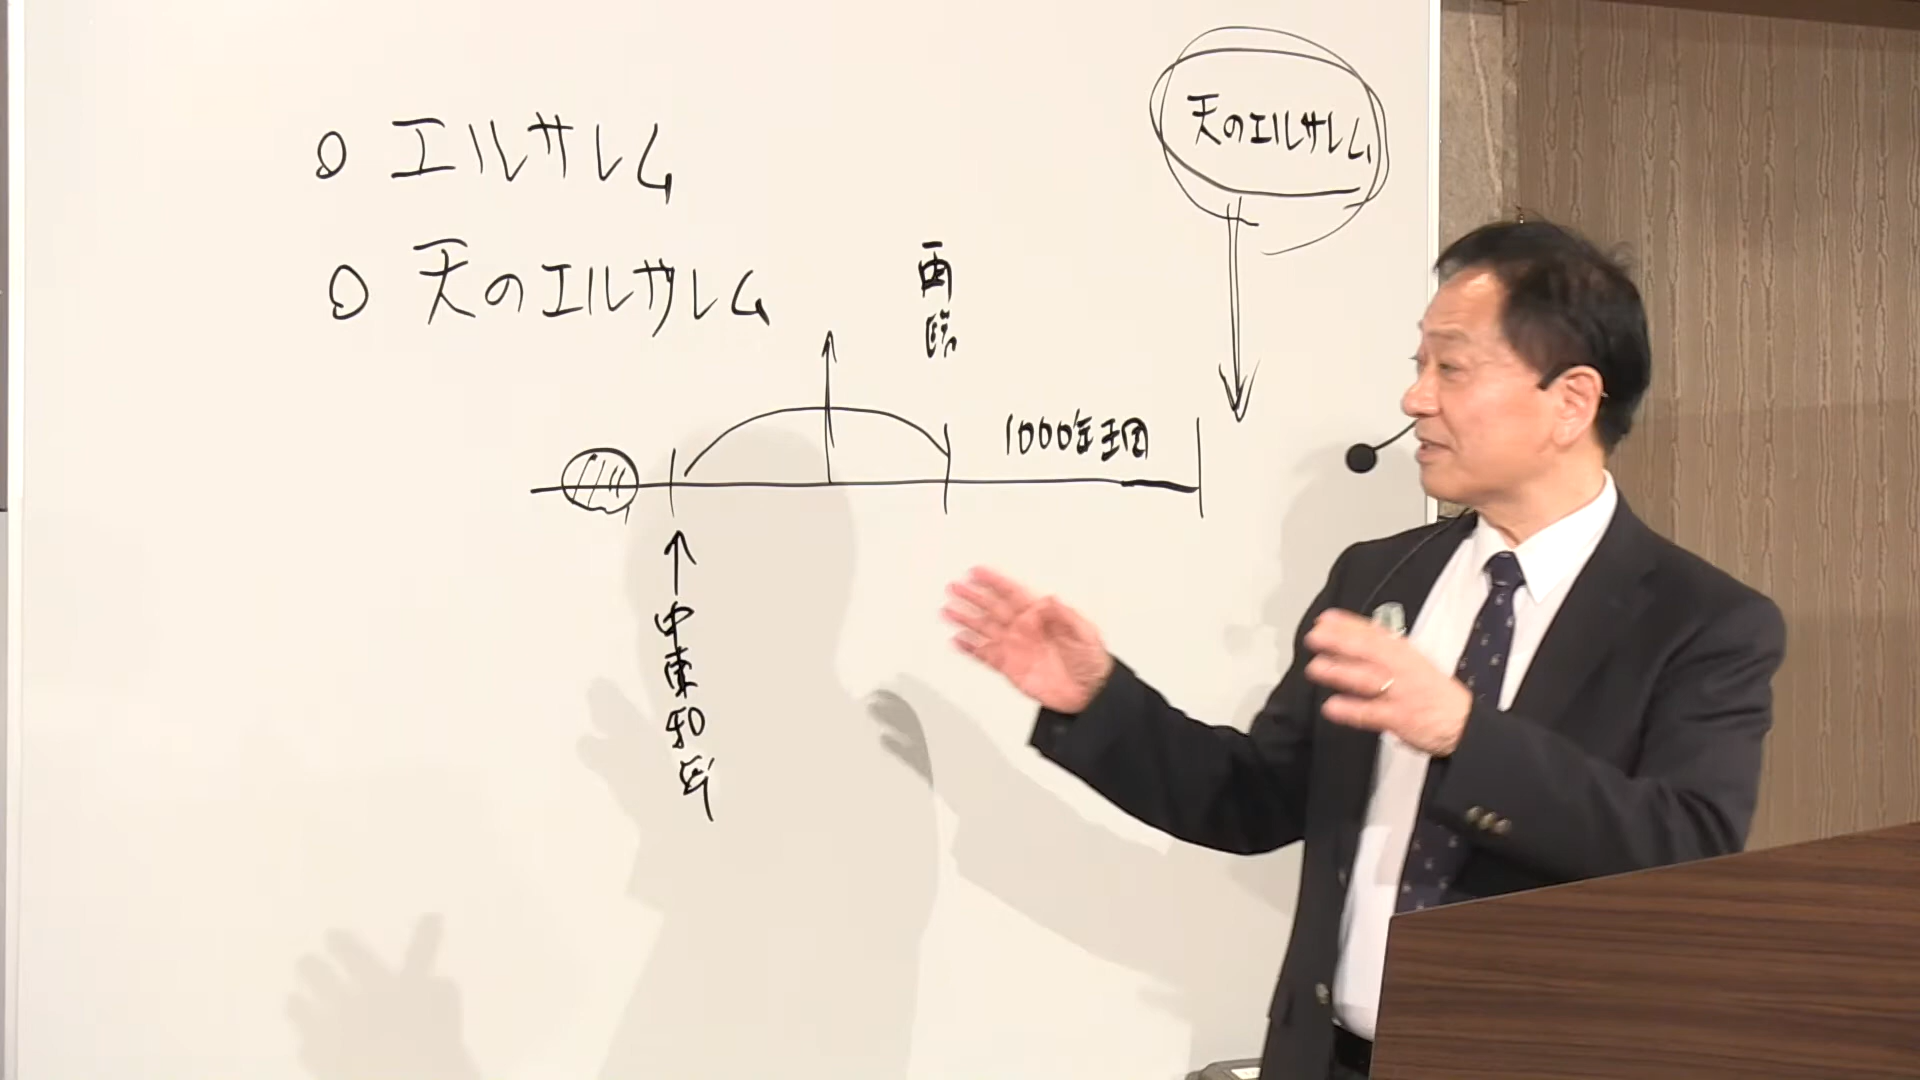 エルサレム
天のエルサレム
天のエルサレム
再臨
1000年王国
中東和平